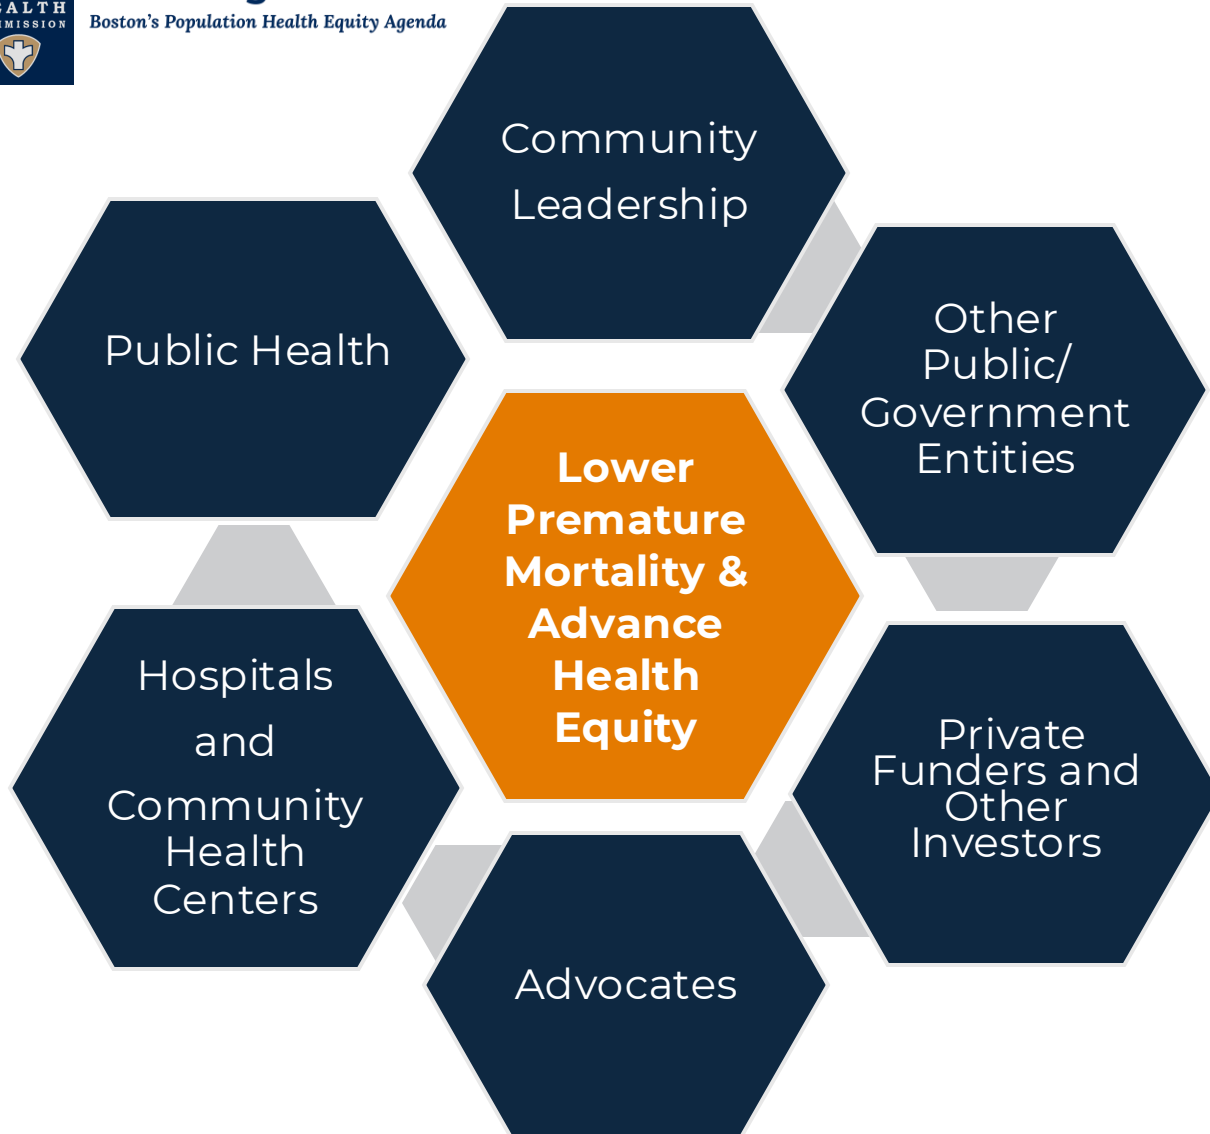 MISSION
Boston's Population Health Equity Agenda
Community
Leadership
Other
Public/
Government
Entities
Private
Funders and
Other
Investors
Advocates
Hospitals
and
Community
Health
Centers
Public Health
Lower
Premature
Mortality &
Advance
Health
Equity